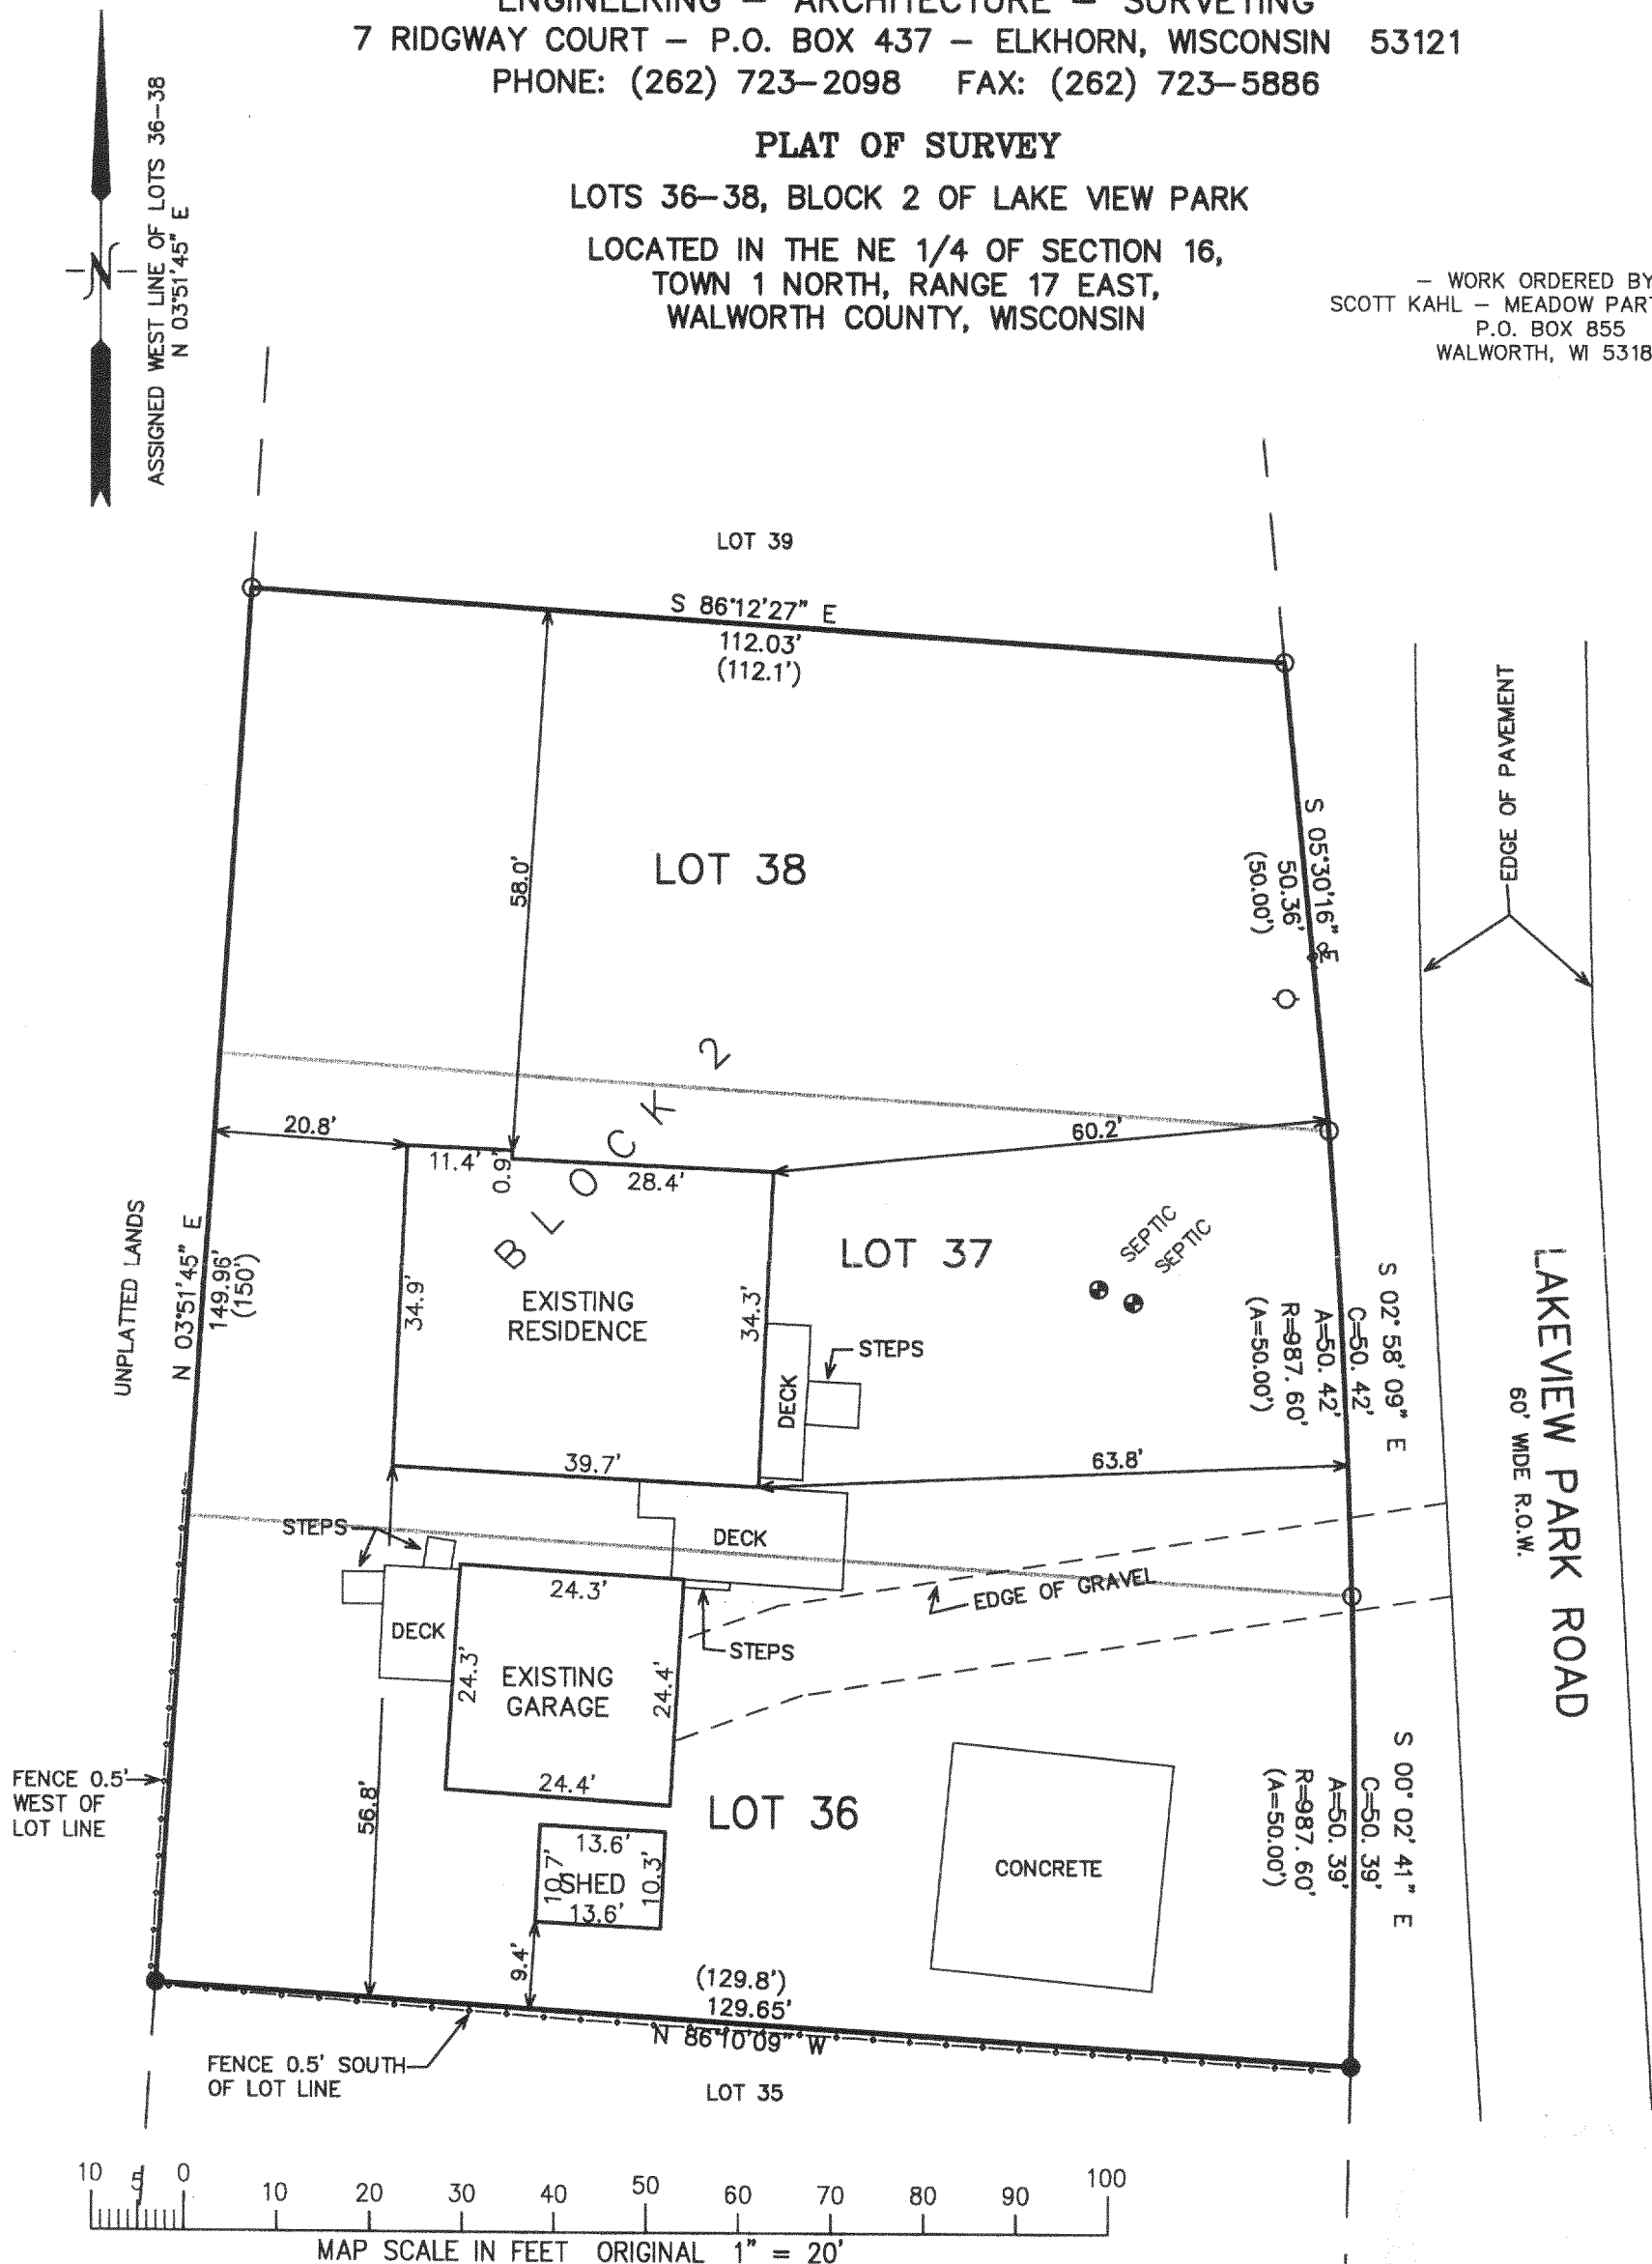 ENGINEERING – ARCHITECTURE – SURVEYING
7 RIDGWAY COURT – P.O. BOX 437 – ELKHORN, WISCONSIN 53121
PHONE: (262) 723–2098 FAX: (262) 723–5886
PLAT OF SURVEY
LOTS 36–38, BLOCK 2 OF LAKE VIEW PARK
LOCATED IN THE NE 1/4 OF SECTION 16,
TOWN 1 NORTH, RANGE 17 EAST,
WALWORTH COUNTY, WISCONSIN
– WORK ORDERED BY
SCOTT KAHL – MEADOW PART
P.O. BOX 855
WALWORTH, WI 5318
N
ASSIGNED WEST LINE OF LOTS 36–38
N 03°51'45" E
LOT 39
S 86°12'27" E
112.03'
(112.1')
EDGE OF PAVEMENT
S 05°30'16" E
50.36'
(50.00')
58.0'
LOT 38
BLOCK 2
20.8'
60.2'
11.4'
0.9'
28.4'
UNPLATTED LANDS
N 03°51'45" E
149.96'
(150')
LOT 37
SEPTIC
SEPTIC
34.9'
EXISTING
RESIDENCE
34.3'
STEPS
DECK
S 02° 58' 09" E
C=50. 42'
A=50. 42'
R=987. 60'
(A=50.00')
LAKEVIEW PARK ROAD
60' WIDE R.O.W.
39.7'
63.8'
STEPS
DECK
24.3'
EDGE OF GRAVEL
DECK
STEPS
24.3'
EXISTING
GARAGE
24.4'
24.4'
FENCE 0.5'
WEST OF
LOT LINE
56.8'
LOT 36
S 00° 02' 41" E
C=50. 39'
A=50. 39'
R=987. 60'
(A=50.00')
13.6'
10.7'
SHED
10.3'
13.6'
CONCRETE
9.4'
(129.8')
129.65'
N 86°10'09" W
FENCE 0.5' SOUTH
OF LOT LINE
LOT 35
10 5 0 10 20 30 40 50 60 70 80 90 100
MAP SCALE IN FEET ORIGINAL 1" = 20'